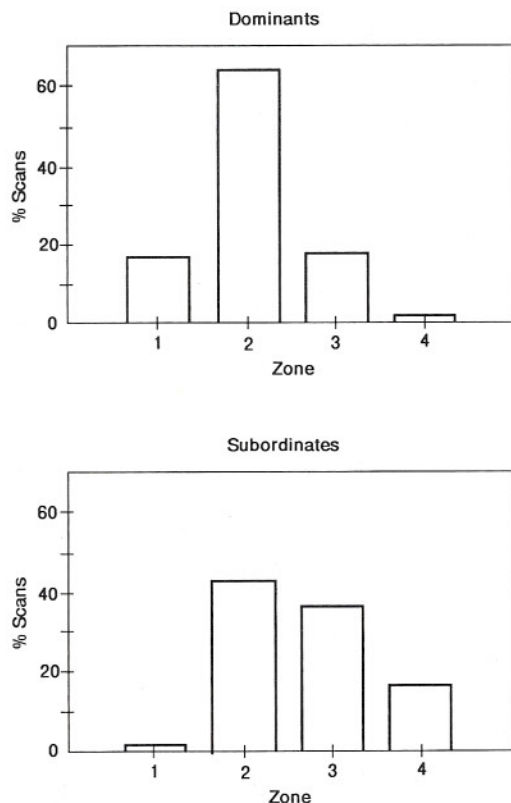 Dominants
60
40
20
0
% Scans
1 2 3 4
Zone
Subordinates
60
40
20
0
% Scans
1 2 3 4
Zone